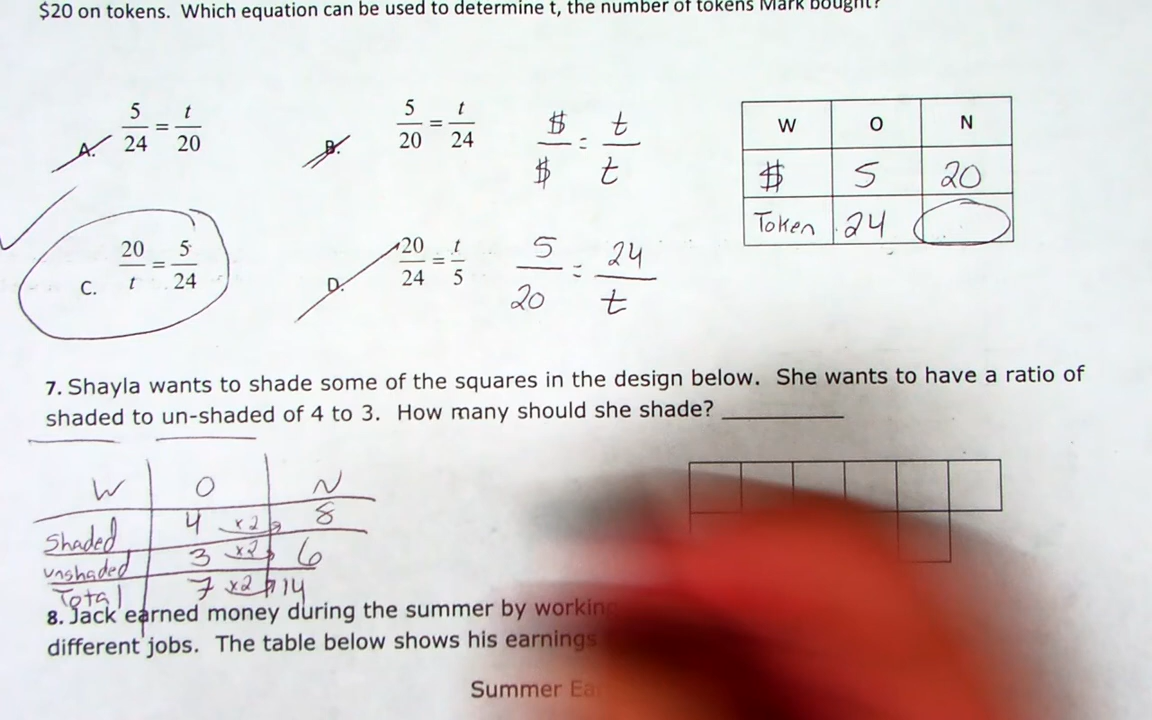 $20 on tokens. Which equation can be used to determine t, the number of tokens Mark bought?
A. 5/24 = t/20
B. 5/20 = t/24
$/$ = t/t
W O N
$ 5 20
Token 24
C. 20/t = 5/24
D. 20/24 = t/5
5/20 = 24/t
7. Shayla wants to shade some of the squares in the design below. She wants to have a ratio of
shaded to un-shaded of 4 to 3. How many should she shade? __________
W O N
Shaded 4 x2 8
unshaded 3 x2 6
Total 7 x2 14
8. Jack earned money during the summer by working
different jobs. The table below shows his earnings
Summer